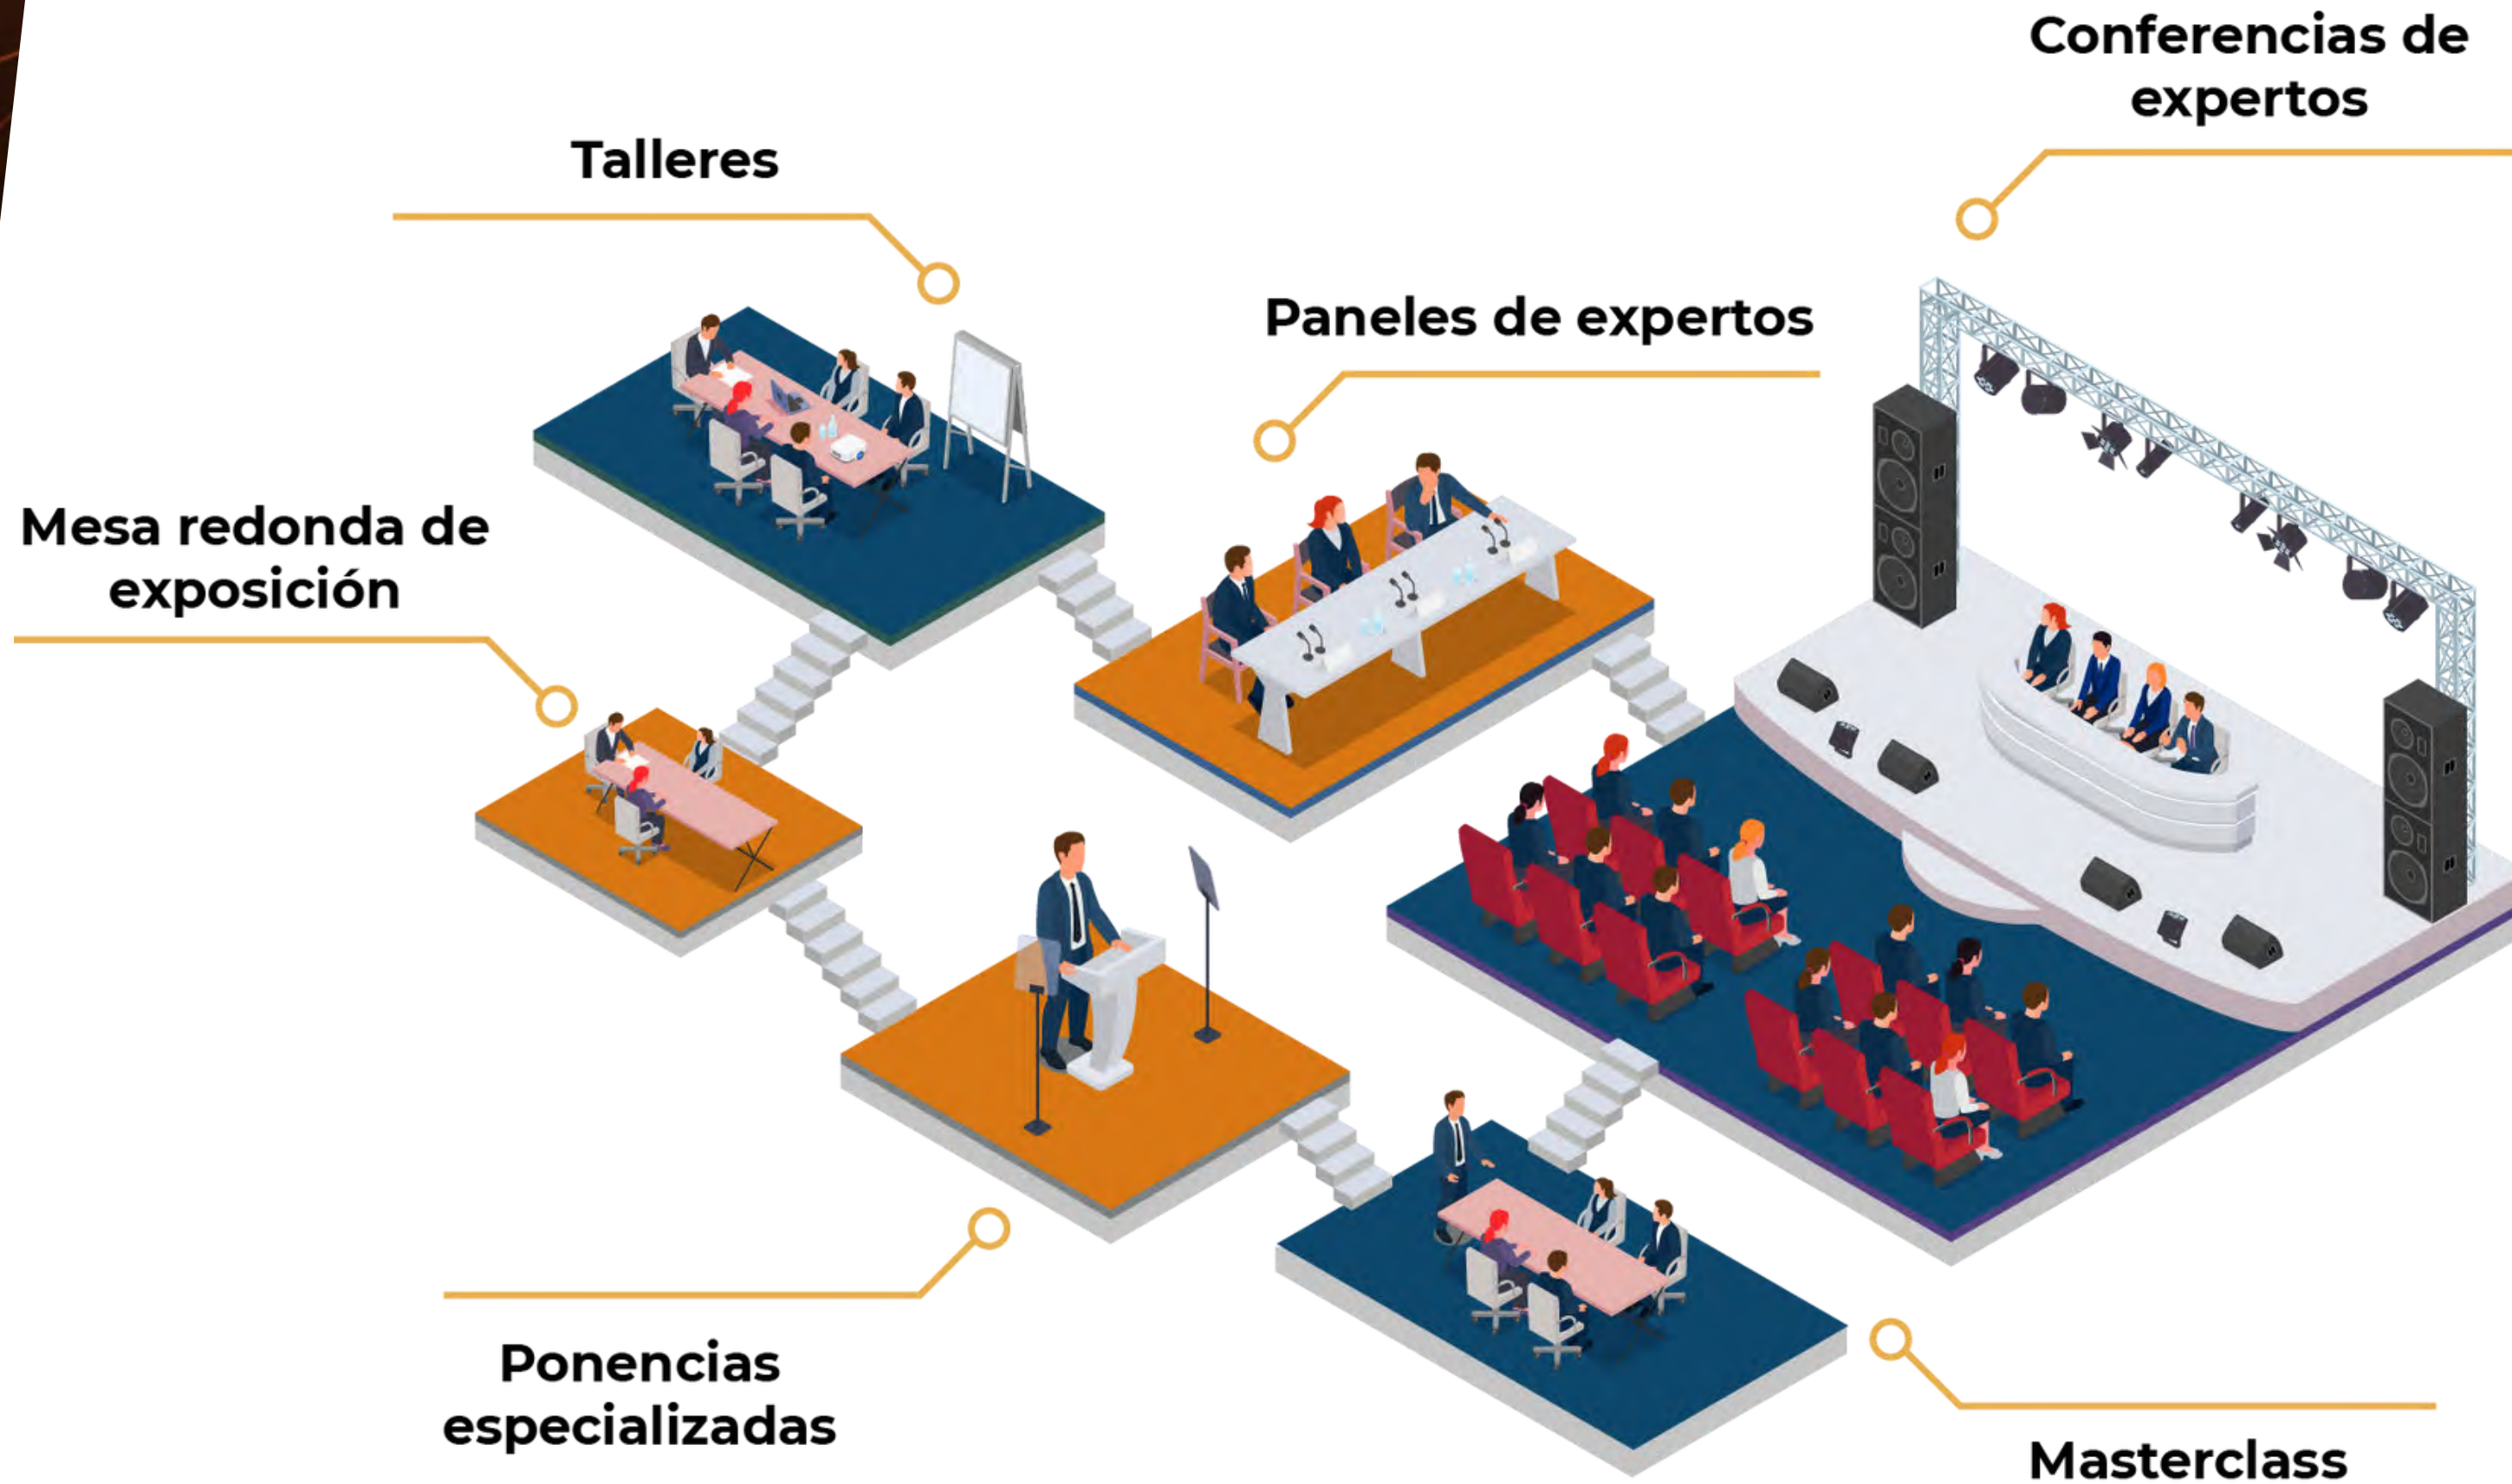 Conferencias de
expertos
Talleres
Paneles de expertos
Mesa redonda de
exposición
Ponencias
especializadas
Masterclass